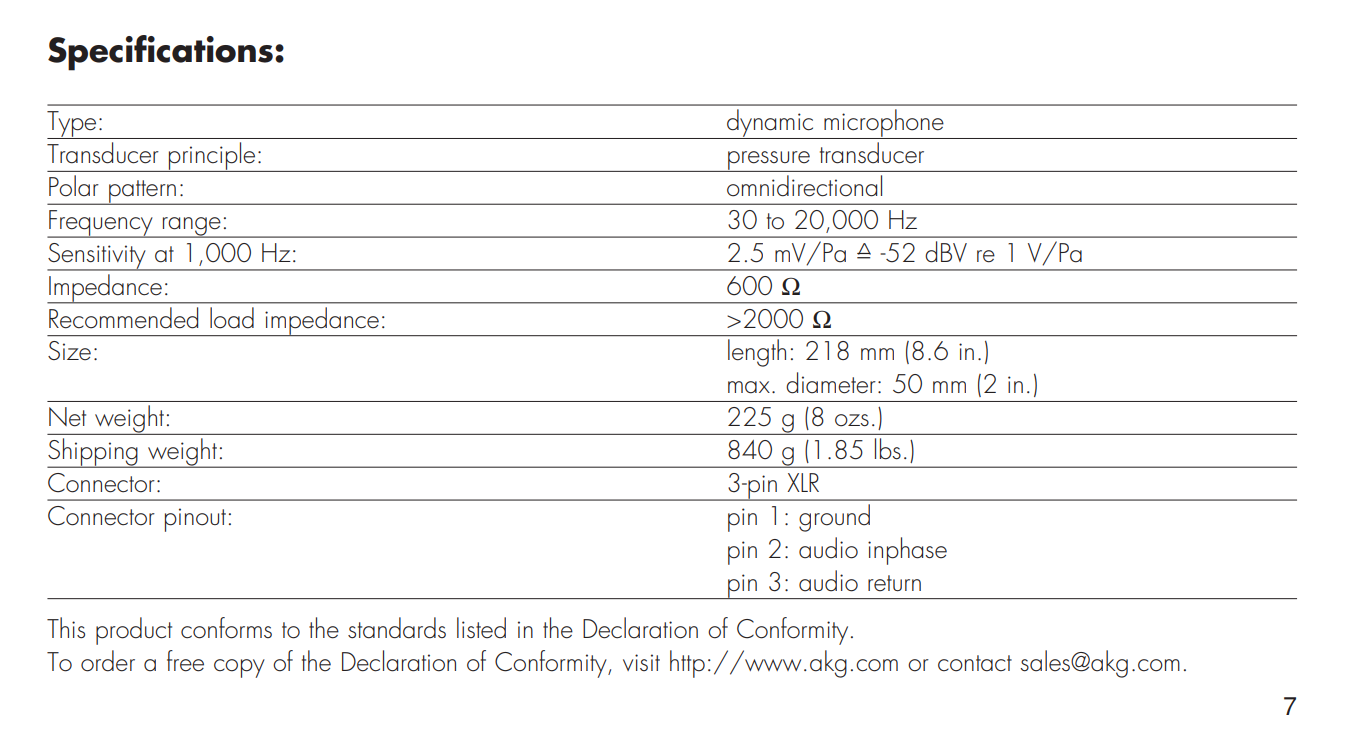 Specifications:
Type: dynamic microphone
Transducer principle: pressure transducer
Polar pattern: omnidirectional
Frequency range: 30 to 20,000 Hz
Sensitivity at 1,000 Hz: 2.5 mV/Pa ≙ -52 dBV re 1 V/Pa
Impedance: 600 Ω
Recommended load impedance: >2000 Ω
Size: length: 218 mm (8.6 in.)
max. diameter: 50 mm (2 in.)
Net weight: 225 g (8 ozs.)
Shipping weight: 840 g (1.85 lbs.)
Connector: 3-pin XLR
Connector pinout: pin 1: ground
pin 2: audio inphase
pin 3: audio return
This product conforms to the standards listed in the Declaration of Conformity.
To order a free copy of the Declaration of Conformity, visit http://www.akg.com or contact sales@akg.com.
7